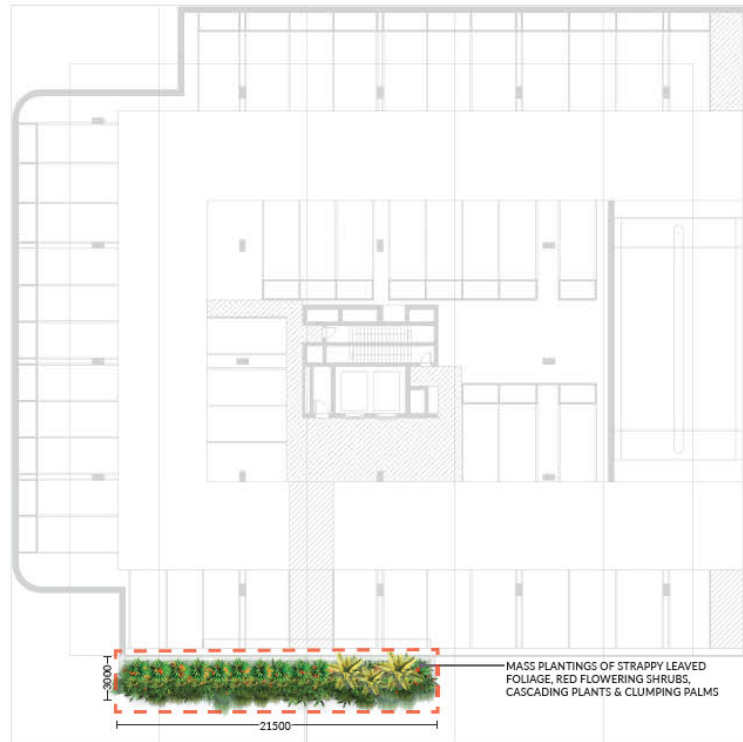 MASS PLANTINGS OF STRAPPY LEAVED
FOLIAGE, RED FLOWERING SHRUBS,
CASCADING PLANTS & CLUMPING PALMS
3000
21500